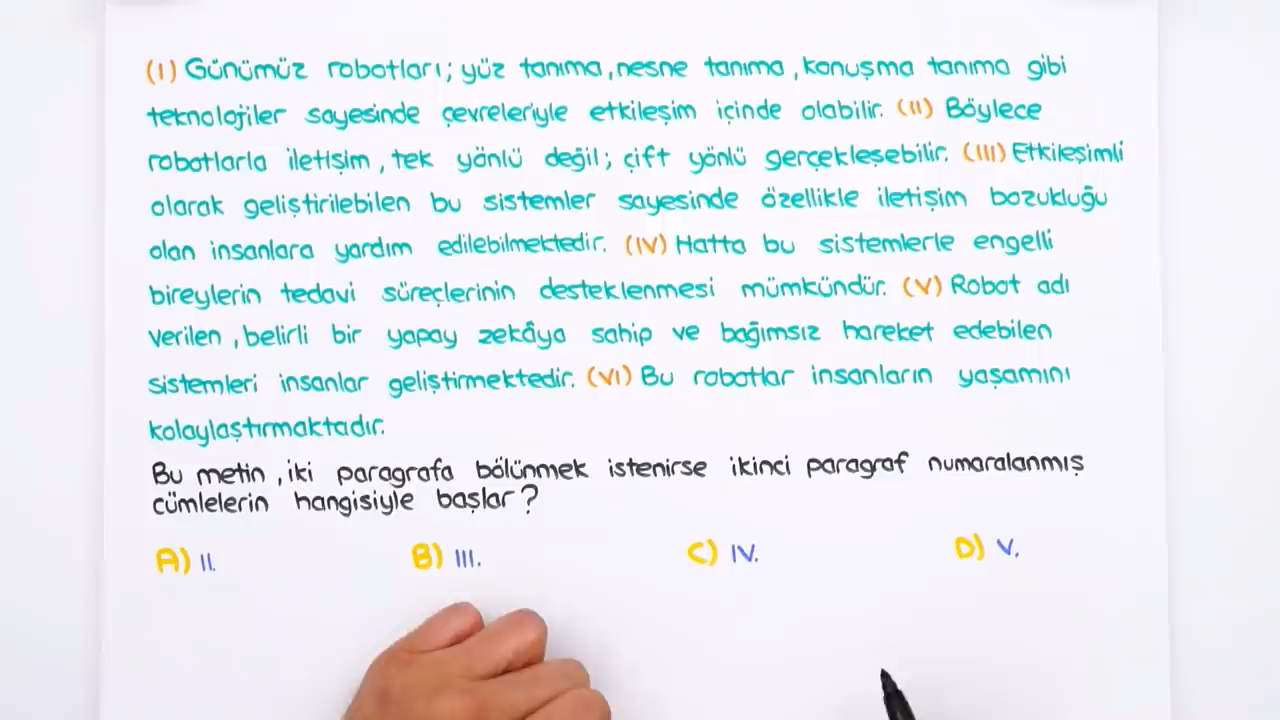 (I) Günümüz robotları; yüz tanıma, nesne tanıma, konuşma tanıma gibi
teknolojiler sayesinde çevreleriyle etkileşim içinde olabilir. (II) Böylece
robotlarla iletişim, tek yönlü değil; çift yönlü gerçekleşebilir. (III) Etkileşimli
olarak geliştirilebilen bu sistemler sayesinde özellikle iletişim bozukluğu
olan insanlara yardım edilebilmektedir. (IV) Hatta bu sistemlerle engelli
bireylerin tedavi süreçlerinin desteklenmesi mümkündür. (V) Robot adı
verilen, belirli bir yapay zekâya sahip ve bağımsız hareket edebilen
sistemleri insanlar geliştirmektedir. (VI) Bu robotlar insanların yaşamını
kolaylaştırmaktadır.
Bu metin, iki paragrafa bölünmek istenirse ikinci paragraf numaralanmış
cümlelerin hangisiyle başlar?
A) II. B) III. C) IV. D) V.